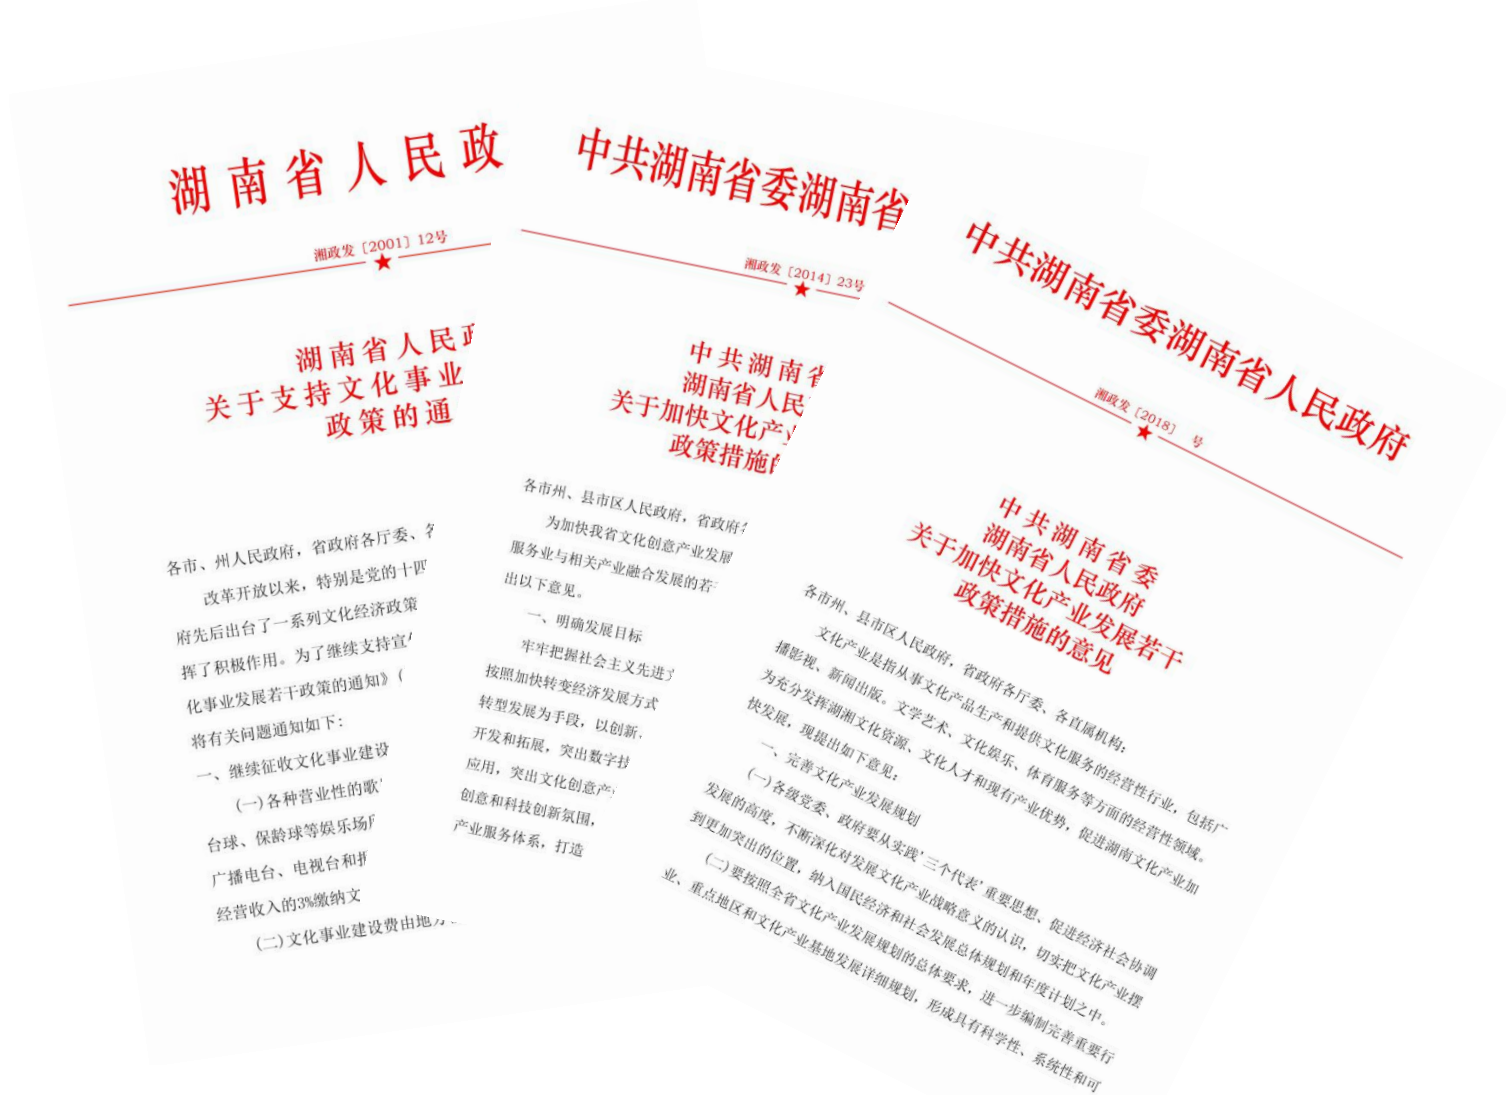 湖南省人民政
湘政发［2001］12号
湖南省人民政
关于支持文化事业
政策的通
各市、州人民政府，省政府各厅委、各
改革开放以来，特别是党的十四
府先后出台了一系列文化经济政策
挥了积极作用。为了继续支持宣
化事业发展若干政策的通知》(
将有关问题通知如下：
一、继续征收文化事业建设
(一)各种营业性的歌
台球、保龄球等娱乐场所
广播电台、电视台和报
经营收入的3%缴纳文
(二)文化事业建设费由地方
中共湖南省委湖南省
湘政发［2014］23号
中共湖南省
湖南省人民
关于加快文化产业
政策措施的
各市州、县市区人民政府，省政府各
为加快我省文化创意产业发展
服务业与相关产业融合发展的若
出以下意见。
一、明确发展目标
牢牢把握社会主义先进文
按照加快转变经济发展方式
转型发展为手段，以创新、
开发和拓展，突出数字技
应用，突出文化创意产
创意和科技创新氛围，
产业服务体系，打造
中共湖南省委湖南省人民政府
湘政发［2018］ 号
中共湖南省委
湖南省人民政府
关于加快文化产业发展若干
政策措施的意见
各市州、县市区人民政府，省政府各厅委、各直属机构：
文化产业是指从事文化产品生产和提供文化服务的经营性行业，包括广
播影视、新闻出版。文学艺术、文化娱乐、体育服务等方面的经营性领域。
为充分发挥湖湘文化资源、文化人才和现有产业优势，促进湖南文化产业加
快发展，现提出如下意见：
一、完善文化产业发展规划
(一)各级党委、政府要从实践'三个代表'重要思想、促进经济社会协调
发展的高度，不断深化对发展文化产业战略意义的认识，切实把文化产业摆
到更加突出的位置，纳入国民经济和社会发展总体规划和年度计划之中。
(二)要按照全省文化产业发展规划的总体要求，进一步编制完善重要行
业、重点地区和文化产业基地发展详细规划，形成具有科学性、系统性和可